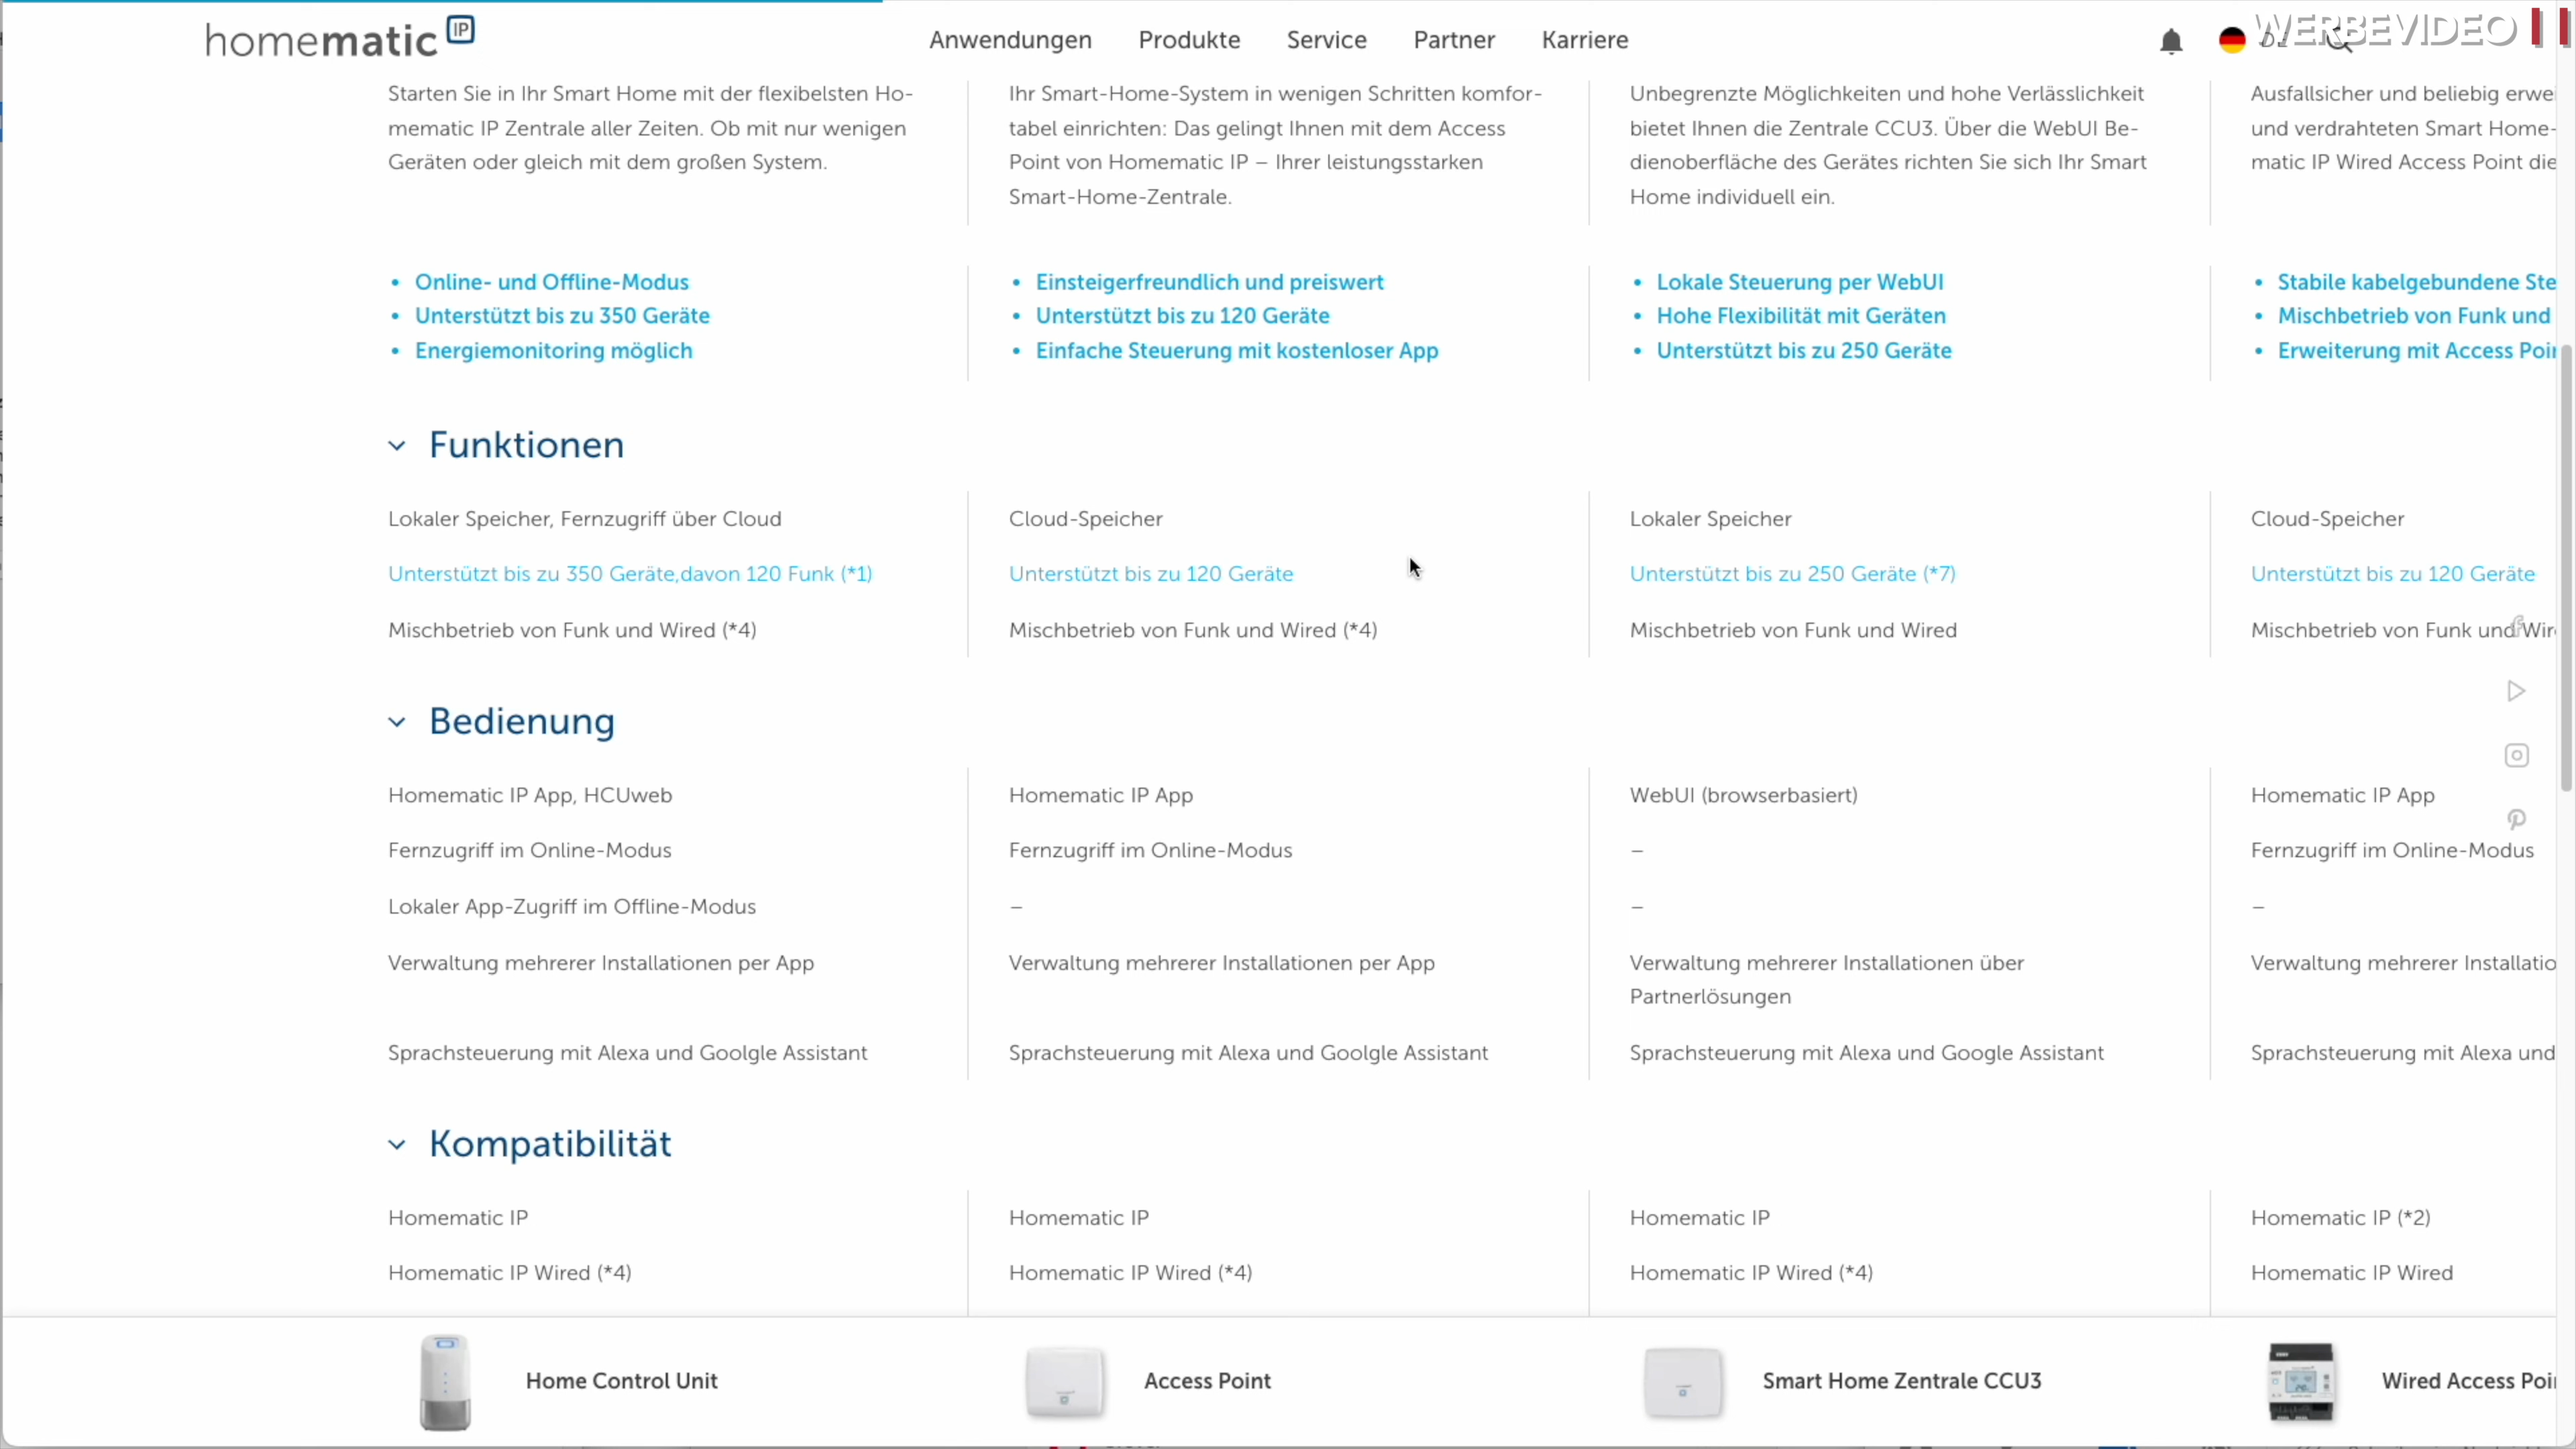 homematic IP
Anwendungen Produkte Service Partner Karriere
WERBEVIDEO
Starten Sie in Ihr Smart Home mit der flexibelsten Ho-
mematic IP Zentrale aller Zeiten. Ob mit nur wenigen
Geräten oder gleich mit dem großen System.
Ihr Smart-Home-System in wenigen Schritten komfor-
tabel einrichten: Das gelingt Ihnen mit dem Access
Point von Homematic IP – Ihrer leistungsstarken
Smart-Home-Zentrale.
Unbegrenzte Möglichkeiten und hohe Verlässlichkeit
bietet Ihnen die Zentrale CCU3. Über die WebUI Be-
dienoberfläche des Gerätes richten Sie sich Ihr Smart
Home individuell ein.
Ausfallsicher und beliebig erwei
und verdrahteten Smart Home-
matic IP Wired Access Point die
• Online- und Offline-Modus
• Unterstützt bis zu 350 Geräte
• Energiemonitoring möglich
• Einsteigerfreundlich und preiswert
• Unterstützt bis zu 120 Geräte
• Einfache Steuerung mit kostenloser App
• Lokale Steuerung per WebUI
• Hohe Flexibilität mit Geräten
• Unterstützt bis zu 250 Geräte
• Stabile kabelgebundene Ste
• Mischbetrieb von Funk und
• Erweiterung mit Access Poi
Funktionen
Lokaler Speicher, Fernzugriff über Cloud
Cloud-Speicher
Lokaler Speicher
Cloud-Speicher
Unterstützt bis zu 350 Geräte,davon 120 Funk (*1)
Unterstützt bis zu 120 Geräte
Unterstützt bis zu 250 Geräte (*7)
Unterstützt bis zu 120 Geräte
Mischbetrieb von Funk und Wired (*4)
Mischbetrieb von Funk und Wired (*4)
Mischbetrieb von Funk und Wired
Mischbetrieb von Funk und Wir
Bedienung
Homematic IP App, HCUweb
Homematic IP App
WebUI (browserbasiert)
Homematic IP App
Fernzugriff im Online-Modus
Fernzugriff im Online-Modus
–
Fernzugriff im Online-Modus
Lokaler App-Zugriff im Offline-Modus
–
–
–
Verwaltung mehrerer Installationen per App
Verwaltung mehrerer Installationen per App
Verwaltung mehrerer Installationen über
Partnerlösungen
Verwaltung mehrerer Installatio
Sprachsteuerung mit Alexa und Goolgle Assistant
Sprachsteuerung mit Alexa und Goolgle Assistant
Sprachsteuerung mit Alexa und Google Assistant
Sprachsteuerung mit Alexa und
Kompatibilität
Homematic IP
Homematic IP
Homematic IP
Homematic IP (*2)
Homematic IP Wired (*4)
Homematic IP Wired (*4)
Homematic IP Wired (*4)
Homematic IP Wired
Home Control Unit
Access Point
Smart Home Zentrale CCU3
Wired Access Poi